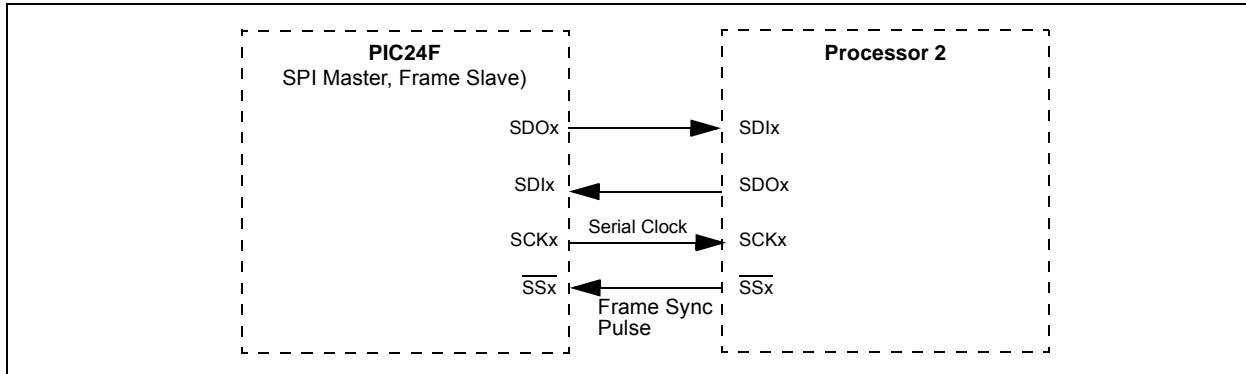 PIC24F
SPI Master, Frame Slave)
Processor 2
SDOx
SDIx
SDIx
SDOx
SCKx
Serial Clock
SCKx
SSx
Frame Sync
Pulse
SSx